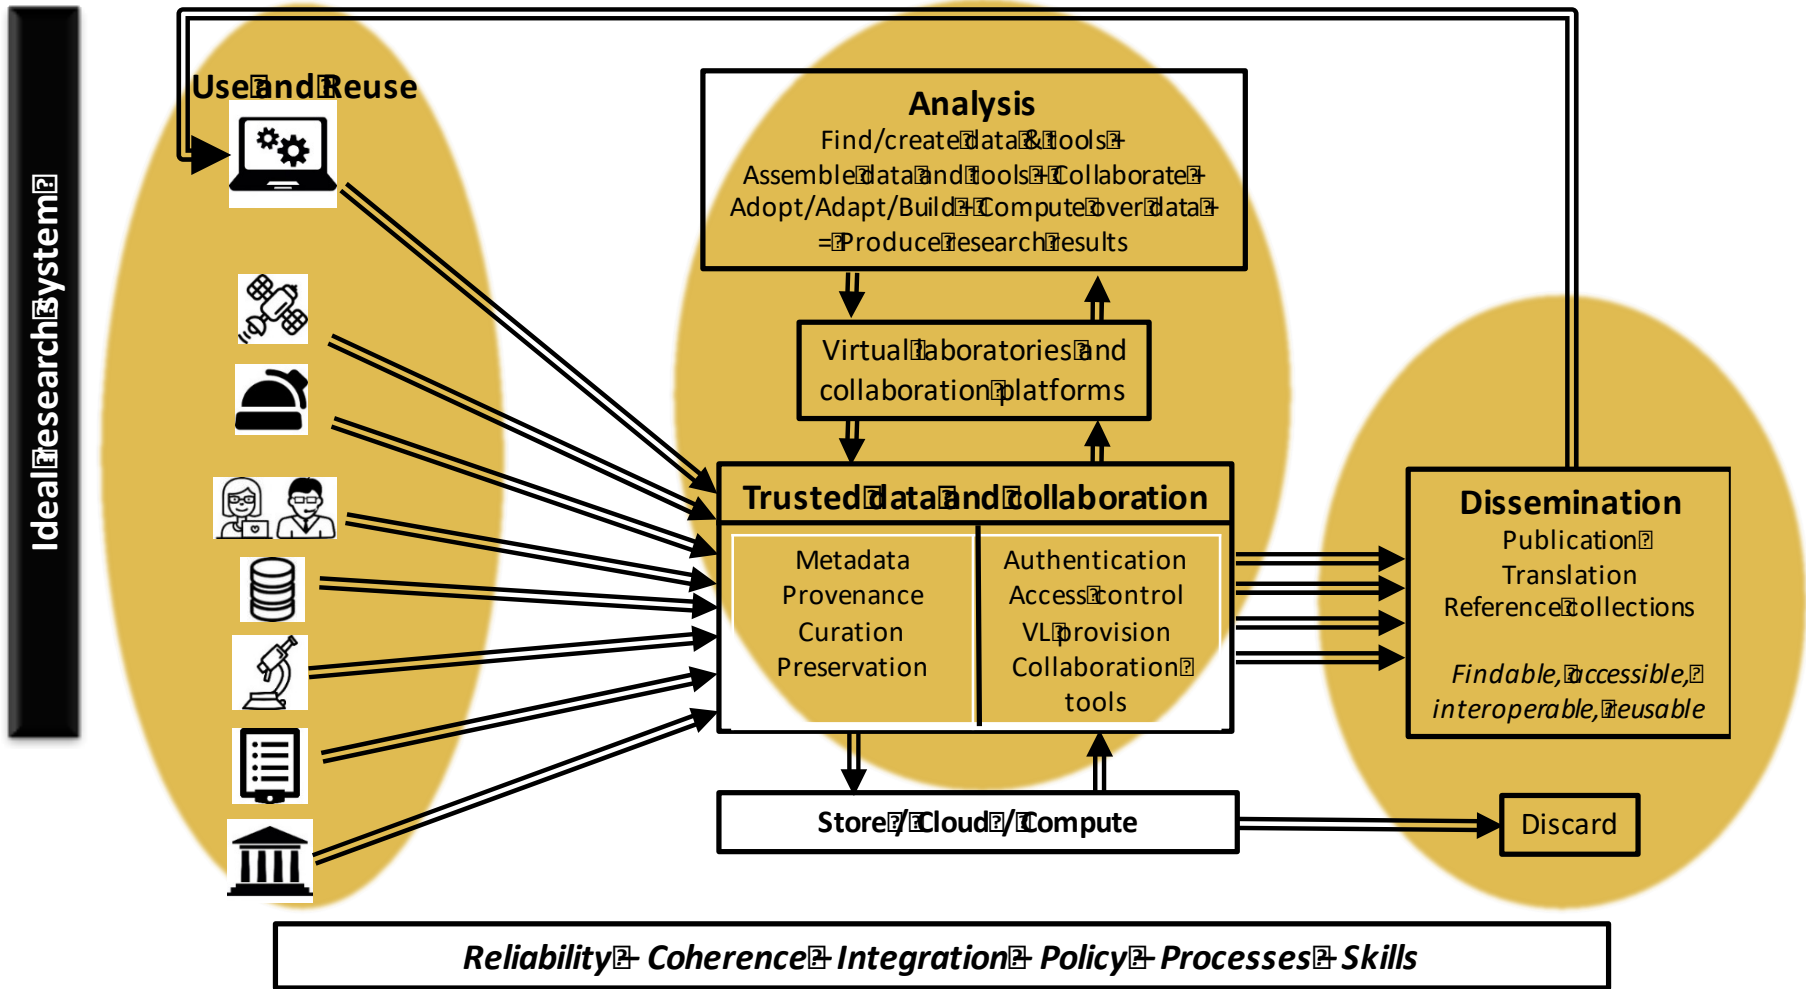 Ideal research system
Use and Reuse
Analysis
Find/create data & tools +
Assemble data and tools + Collaborate +
Adopt/Adapt/Build + Compute over data +
= Produce research results
Virtual laboratories and
collaboration platforms
Trusted data and collaboration
Metadata
Provenance
Curation
Preservation
Authentication
Access control
VL provision
Collaboration
tools
Dissemination
Publication
Translation
Reference collections
Findable, accessible,
interoperable, reusable
Store / Cloud / Compute
Discard
Reliability – Coherence – Integration – Policy – Processes – Skills